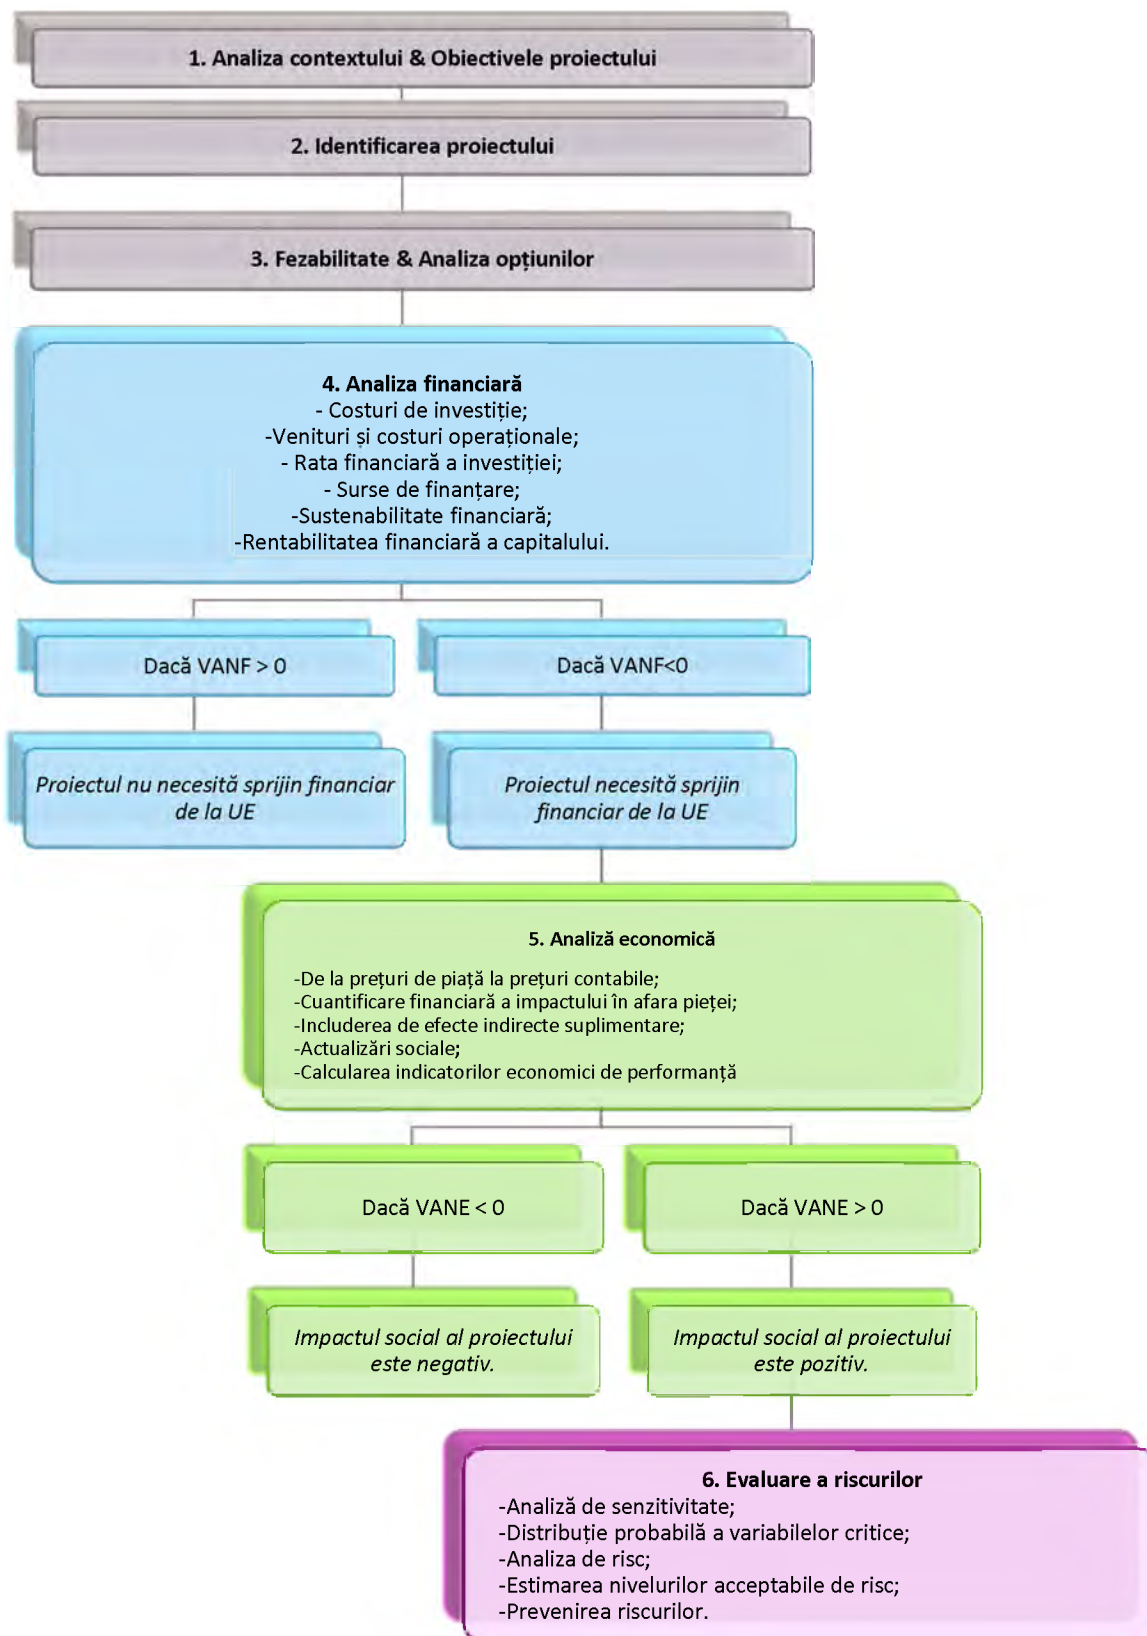 1. Analiza contextului & Obiectivele proiectului
2. Identificarea proiectului
3. Fezabilitate & Analiza opțiunilor
4. Analiza financiară
- Costuri de investiție;
-Venituri și costuri operaționale;
- Rata financiară a investiției;
- Surse de finanțare;
-Sustenabilitate financiară;
-Rentabilitatea financiară a capitalului.
Dacă VANF > 0
Dacă VANF<0
Proiectul nu necesită sprijin financiar
de la UE
Proiectul necesită sprijin
financiar de la UE
5. Analiză economică
-De la prețuri de piață la prețuri contabile;
-Cuantificare financiară a impactului în afara pieței;
-Includerea de efecte indirecte suplimentare;
-Actualizări sociale;
-Calcularea indicatorilor economici de performanță
Dacă VANE < 0
Dacă VANE > 0
Impactul social al proiectului
este negativ.
Impactul social al proiectului
este pozitiv.
6. Evaluare a riscurilor
-Analiză de senzitivitate;
-Distribuție probabilă a variabilelor critice;
-Analiza de risc;
-Estimarea nivelurilor acceptabile de risc;
-Prevenirea riscurilor.